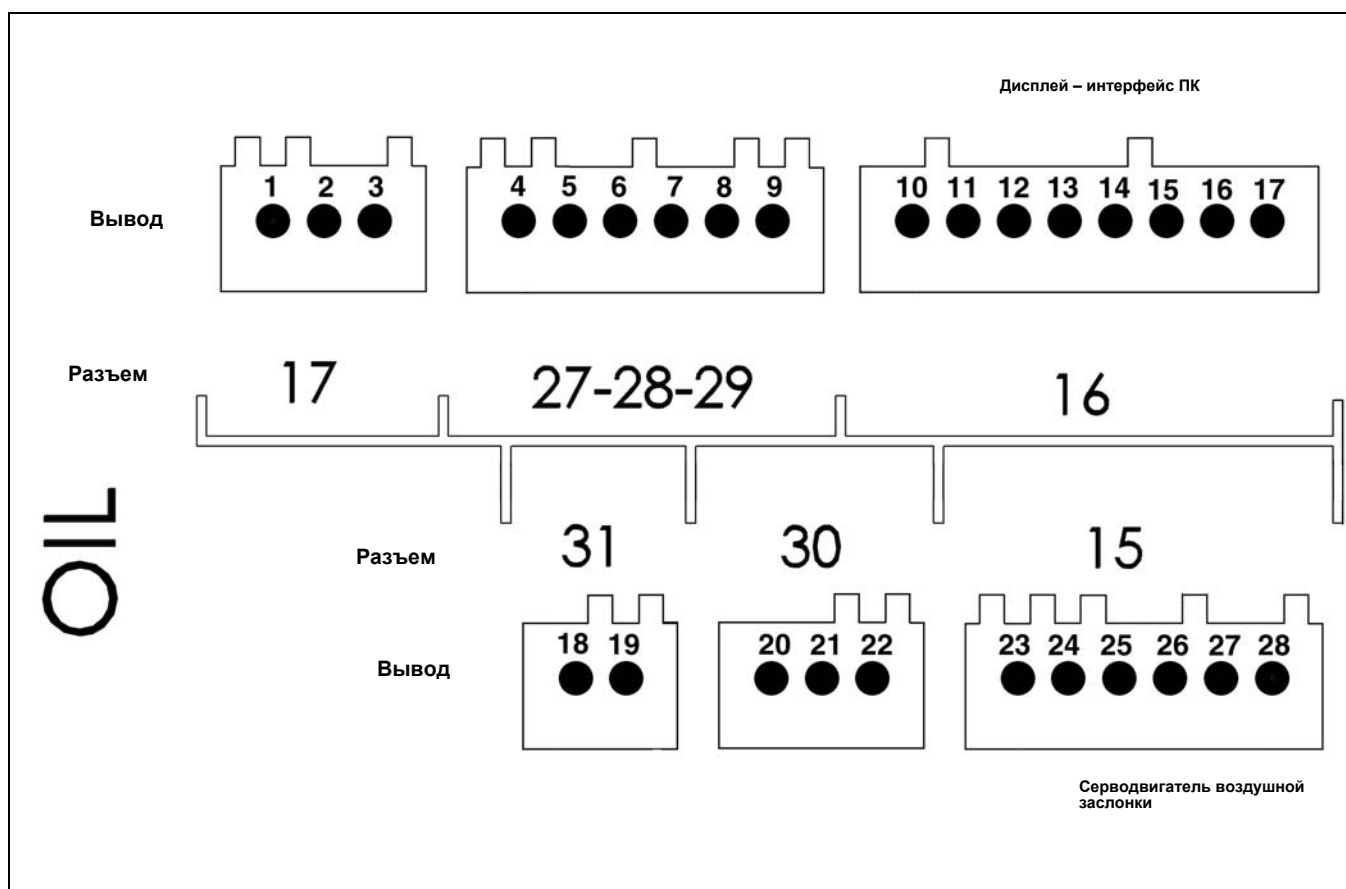 Дисплей – интерфейс ПК
1 2 3 4 5 6 7 8 9 10 11 12 13 14 15 16 17
Вывод
Разъем 17 27-28-29 16
OIL
Разъем 31 30 15
18 19 20 21 22 23 24 25 26 27 28
Вывод
Серводвигатель воздушной
заслонки